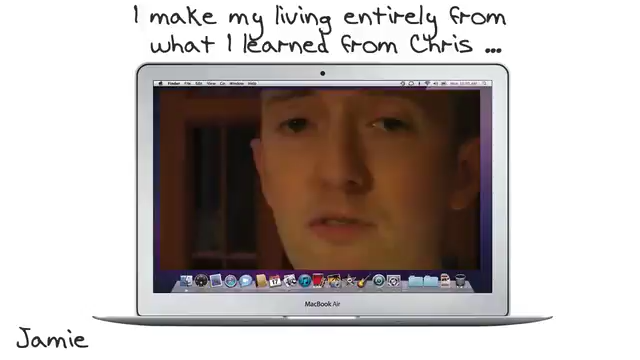 I make my living entirely from
what I learned from Chris ...
MacBook Air
Jamie